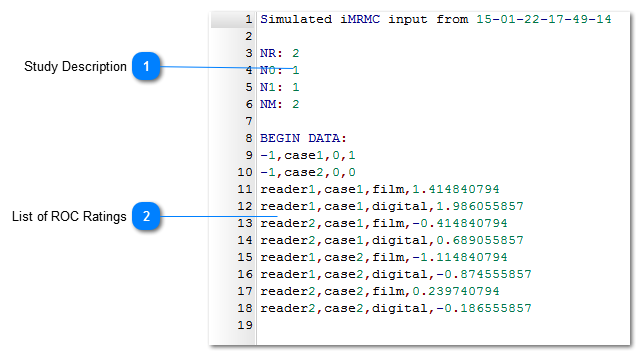 1 Simulated iMRMC input from 15-01-22-17-49-14
2
3 NR: 2
Study Description 1 4 N0: 1
5 N1: 1
6 NM: 2
7
8 BEGIN DATA:
9 -1,case1,0,1
10 -1,case2,0,0
11 reader1,case1,film,1.414840794
12 reader1,case1,digital,1.986055857
List of ROC Ratings 2 13 reader2,case1,film,-0.414840794
14 reader2,case1,digital,0.689055857
15 reader1,case2,film,-1.114840794
16 reader1,case2,digital,-0.874555857
17 reader2,case2,film,0.239740794
18 reader2,case2,digital,-0.186555857
19